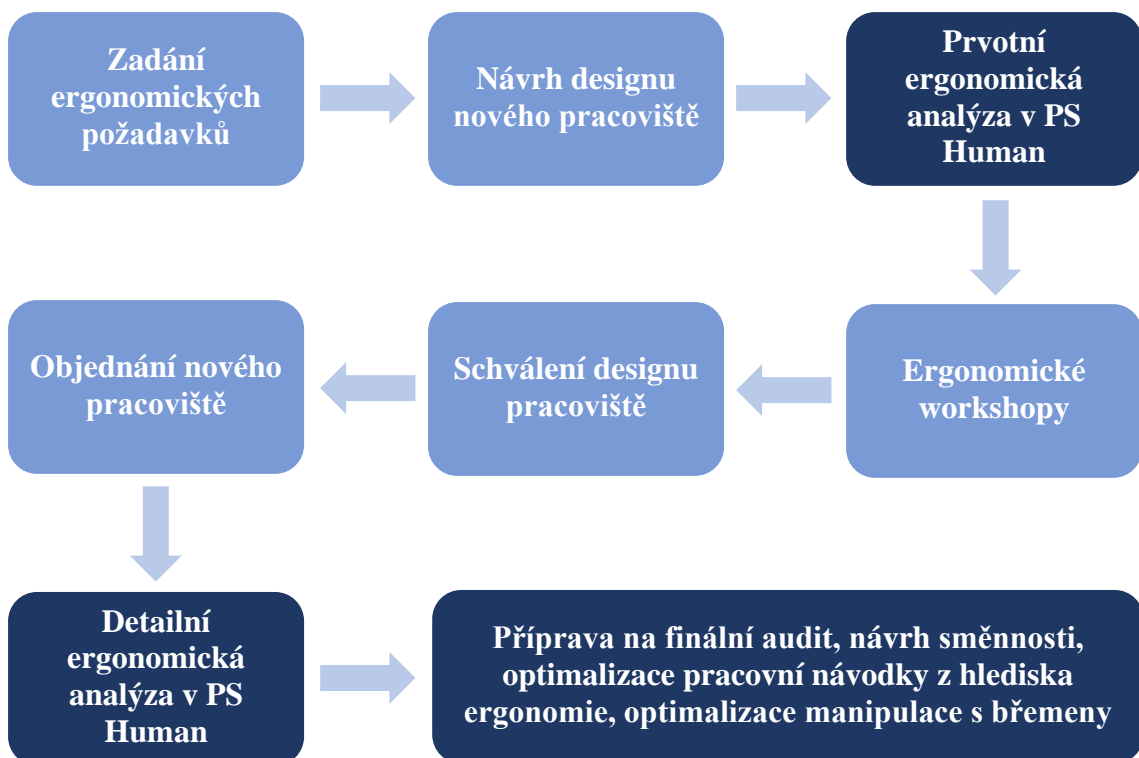 Zadání
ergonomických
požadavků
Návrh designu
nového pracoviště
Prvotní
ergonomická
analýza v PS
Human
Ergonomické
workshopy
Schválení designu
pracoviště
Objednání nového
pracoviště
Detailní
ergonomická
analýza v PS
Human
Příprava na finální audit, návrh směnnosti,
optimalizace pracovní návodky z hlediska
ergonomie, optimalizace manipulace s břemeny